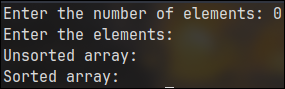 Enter the number of elements: 0
Enter the elements:
Unsorted array:
Sorted array: